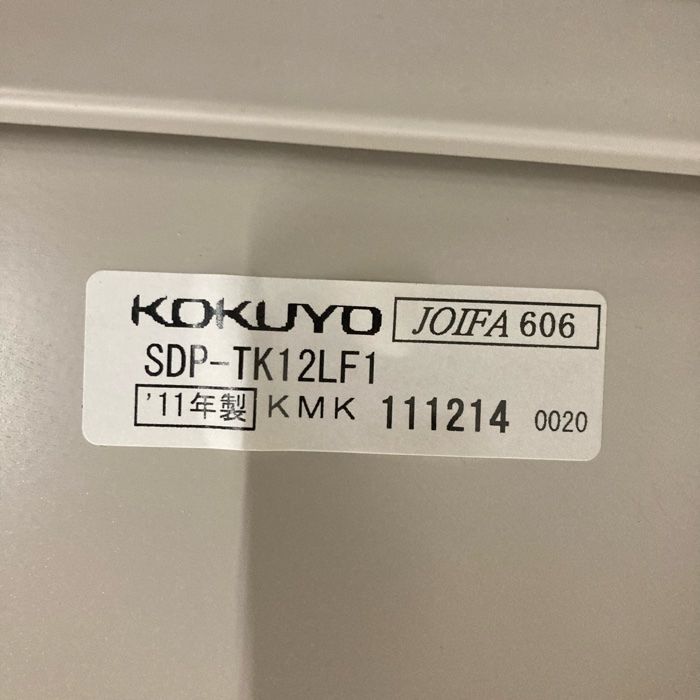 KOKUYO JOIFA 606
SDP-TK12LF1
'11年製 KMK 111214 0020